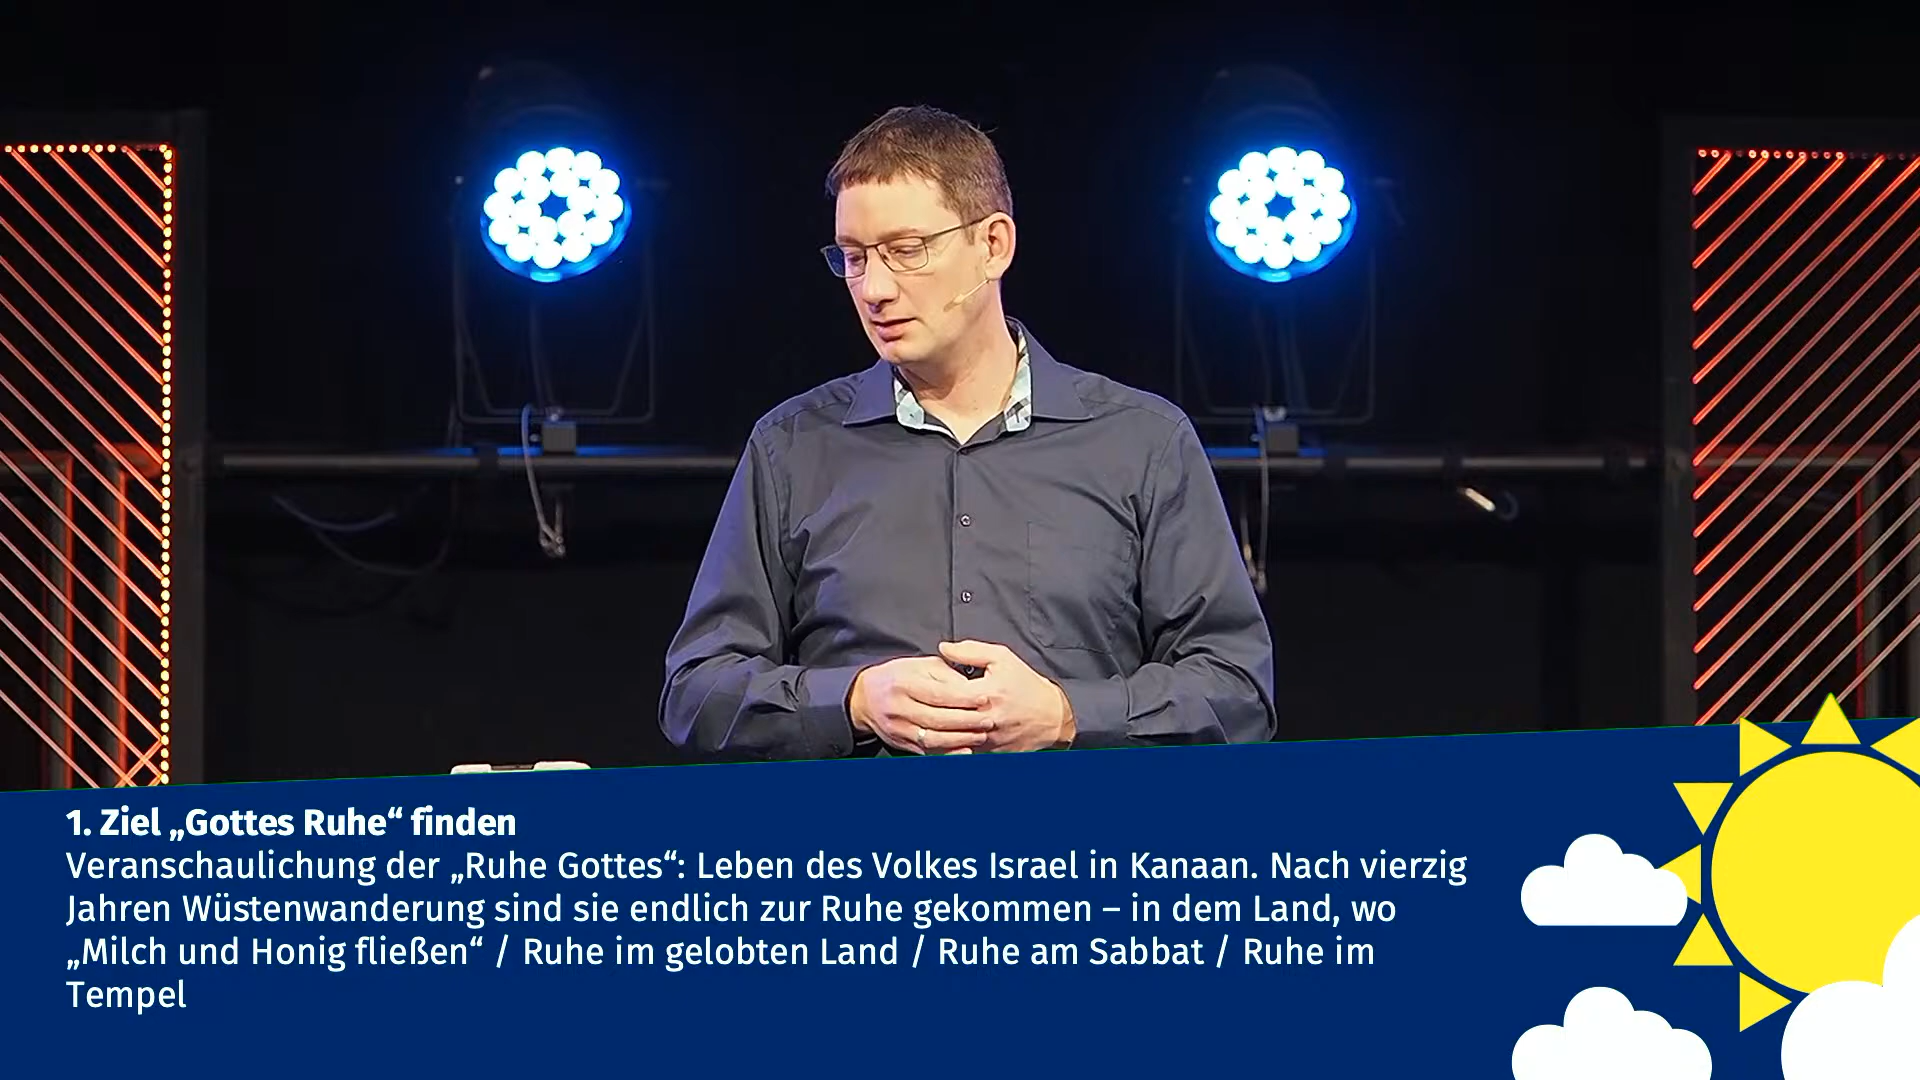 1. Ziel „Gottes Ruhe“ finden
Veranschaulichung der „Ruhe Gottes“: Leben des Volkes Israel in Kanaan. Nach vierzig
Jahren Wüstenwanderung sind sie endlich zur Ruhe gekommen – in dem Land, wo
„Milch und Honig fließen“ / Ruhe im gelobten Land / Ruhe am Sabbat / Ruhe im
Tempel